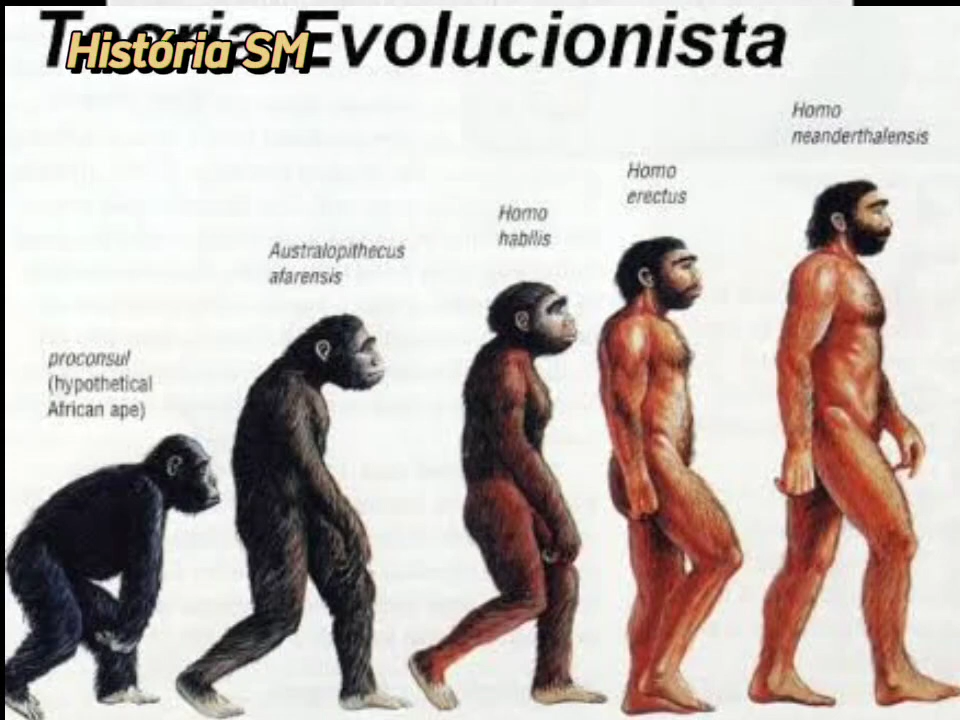 Teoria Evolucionista
História SM
Homo
neanderthalensis
Homo
erectus
Homo
habilis
Australopithecus
afarensis
proconsul
(hypothetical
African ape)